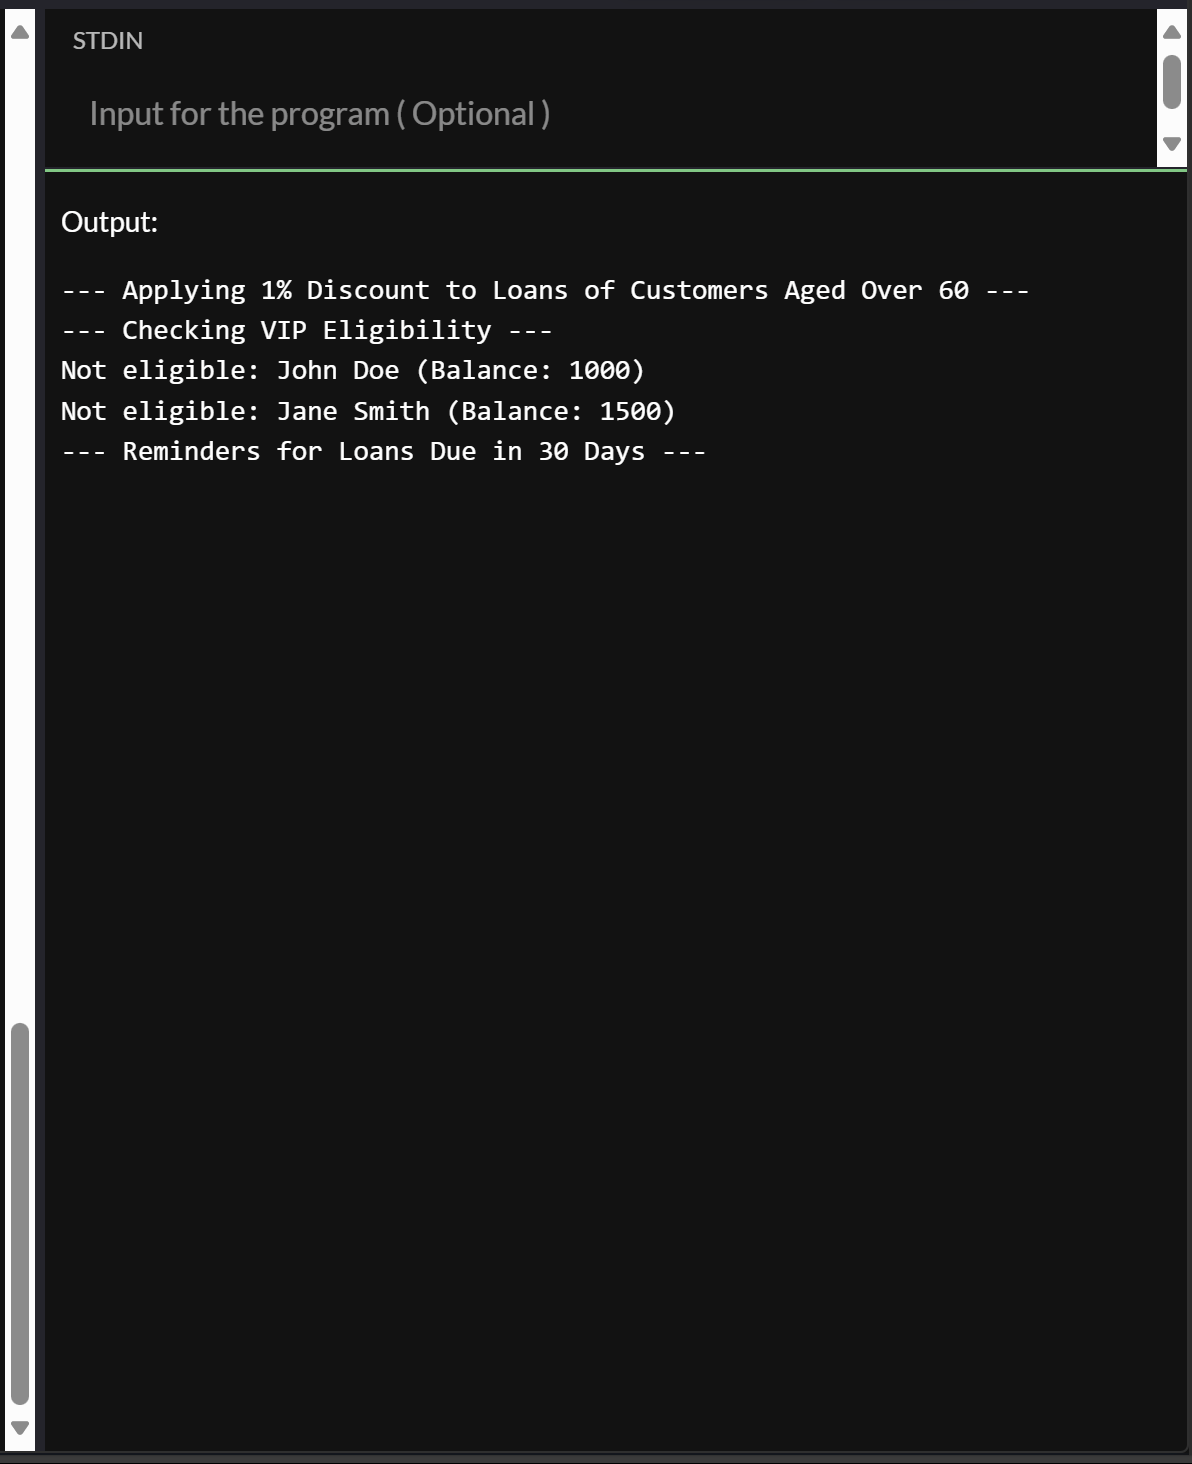 STDIN
Input for the program ( Optional )
Output:
--- Applying 1% Discount to Loans of Customers Aged Over 60 ---
--- Checking VIP Eligibility ---
Not eligible: John Doe (Balance: 1000)
Not eligible: Jane Smith (Balance: 1500)
--- Reminders for Loans Due in 30 Days ---